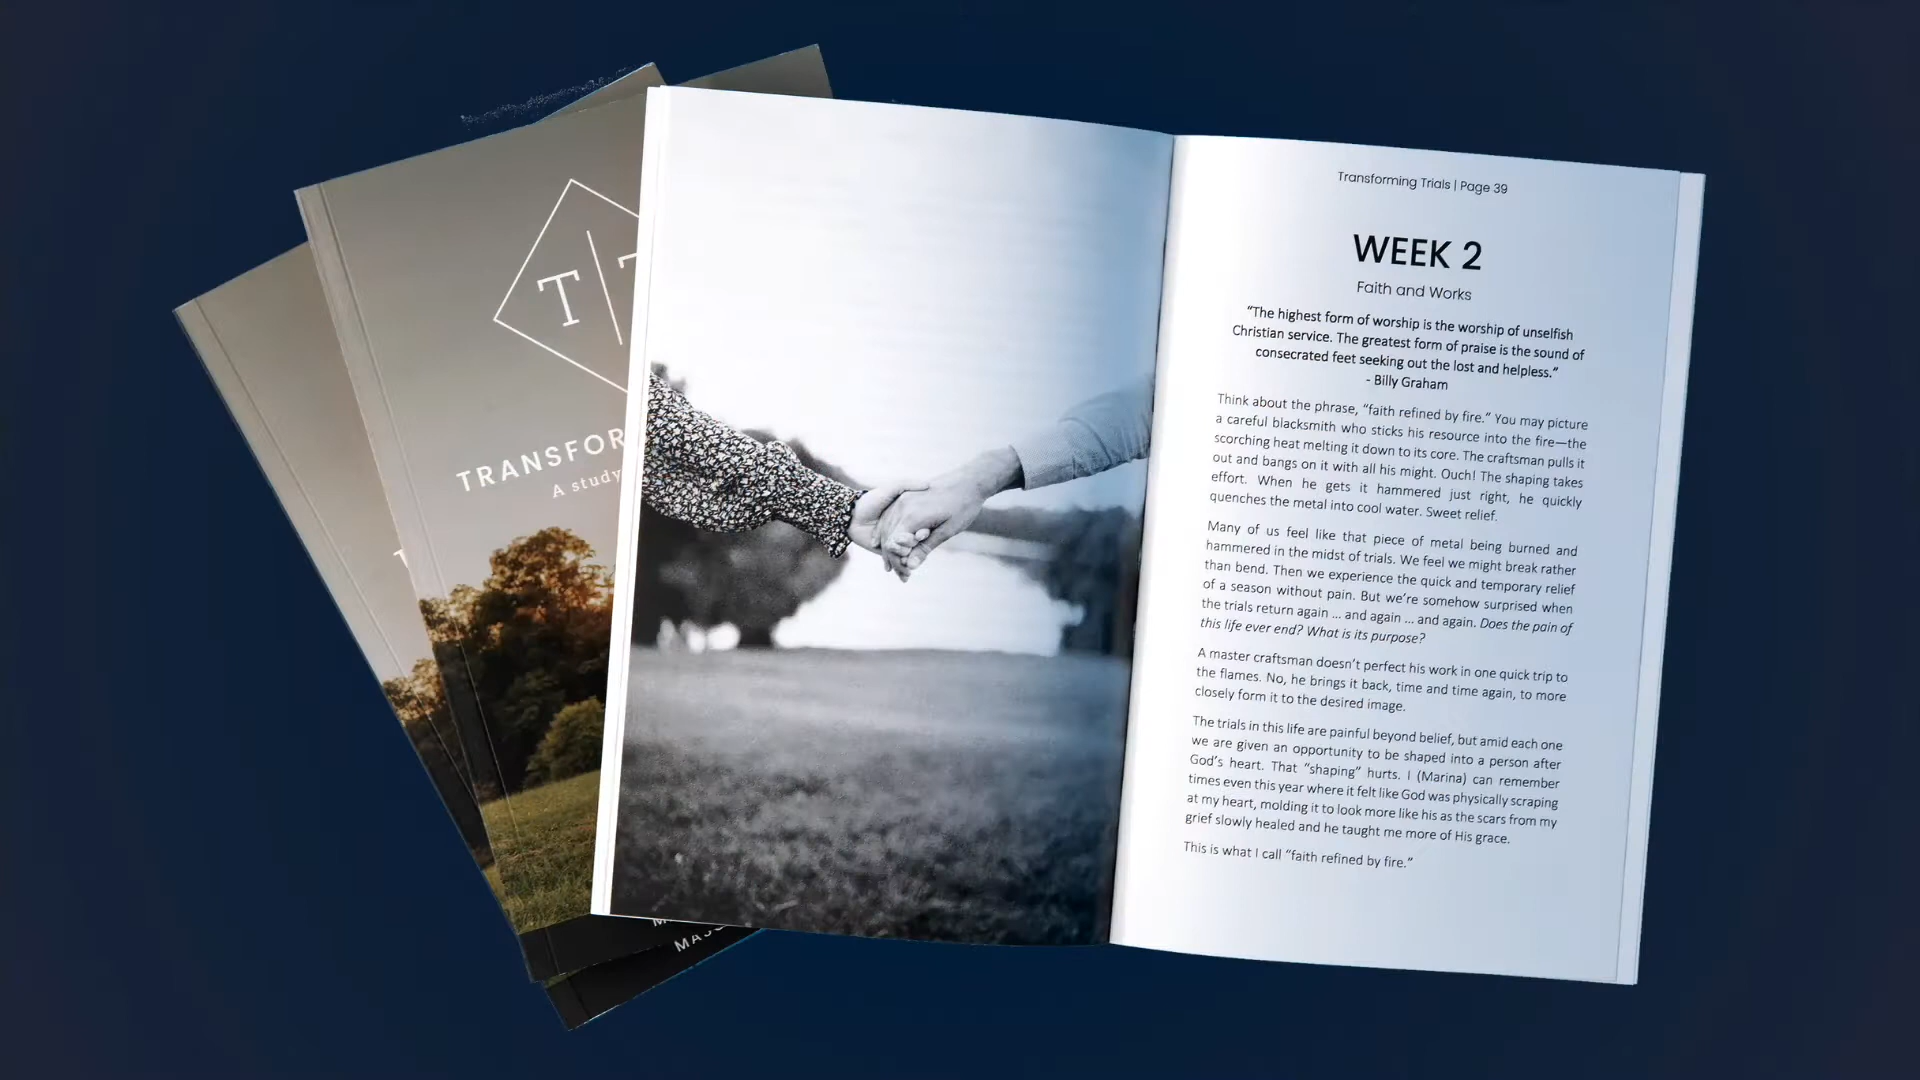 T
TRANSFOR
A study
MASC
Transforming Trials | Page 39
WEEK 2
Faith and Works
“The highest form of worship is the worship of unselfish
Christian service. The greatest form of praise is the sound of
consecrated feet seeking out the lost and helpless.”
- Billy Graham
Think about the phrase, “faith refined by fire.” You may picture
a careful blacksmith who sticks his resource into the fire—the
scorching heat melting it down to its core. The craftsman pulls it
out and bangs on it with all his might. Ouch! The shaping takes
effort. When he gets it hammered just right, he quickly
quenches the metal into cool water. Sweet relief.
Many of us feel like that piece of metal being burned and
hammered in the midst of trials. We feel we might break rather
than bend. Then we experience the quick and temporary relief
of a season without pain. But we’re somehow surprised when
the trials return again ... and again ... and again. Does the pain of
this life ever end? What is its purpose?
A master craftsman doesn’t perfect his work in one quick trip to
the flames. No, he brings it back, time and time again, to more
closely form it to the desired image.
The trials in this life are painful beyond belief, but amid each one
we are given an opportunity to be shaped into a person after
God’s heart. That “shaping” hurts. I (Marina) can remember
times even this year where it felt like God was physically scraping
at my heart, molding it to look more like his as the scars from my
grief slowly healed and he taught me more of His grace.
This is what I call “faith refined by fire.”